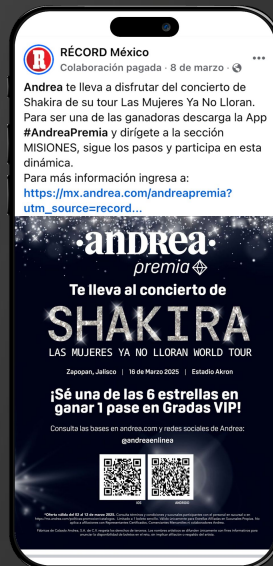 R
RÉCORD México
Colaboración pagada · 8 de marzo ·
Andrea te lleva a disfrutar del concierto de
Shakira de su tour Las Mujeres Ya No Lloran.
Para ser una de las ganadoras descarga la App
#AndreaPremia y dirígete a la sección
MISIONES, sigue los pasos y participa en esta
dinámica.
Para más información ingresa a:
https://mx.andrea.com/andreapremia?
utm_source=record...
·anDRea·
premia
Te lleva al concierto de
SHAKIRA
LAS MUJERES YA NO LLORAN WORLD TOUR
Zapopan, Jalisco | 16 de Marzo 2025 | Estadio Akron
¡Sé una de las 6 estrellas en
ganar 1 pase en Gradas VIP!
Consulta las bases en andrea.com y redes sociales de Andrea:
@andreaenlinea
IOS
ANDROID